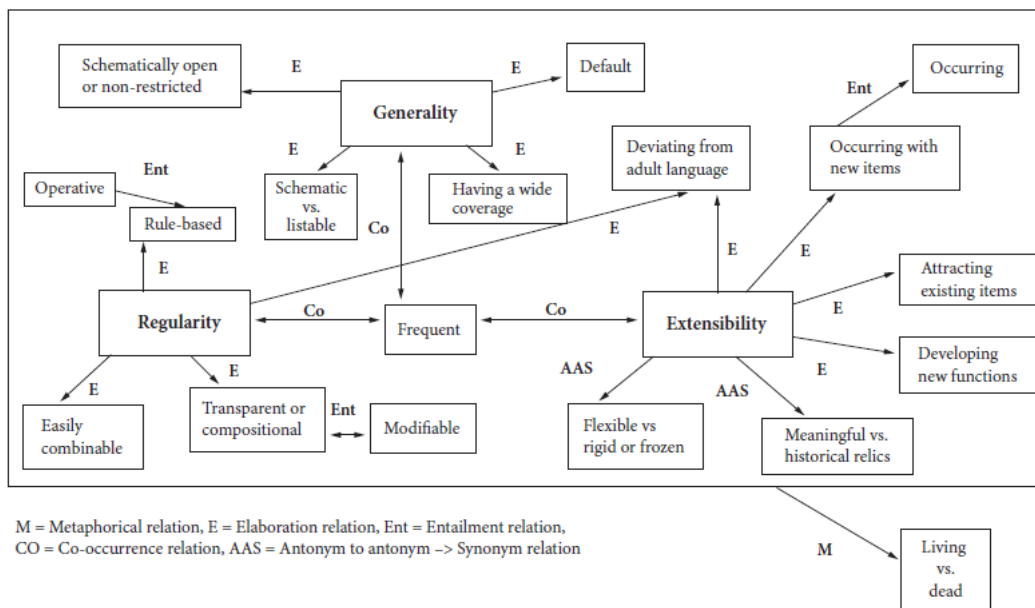 Schematically open
or non-restricted
E
E
Default
Generality
Ent
Occurring
E
E
Schematic
vs.
listable
Having a wide
coverage
Deviating from
adult language
Occurring with
new items
Ent
Operative
Rule-based
Co
E
E
E
E
Attracting
existing items
E
Regularity
Co
Frequent
Co
Extensibility
Developing
new functions
E
E
E
AAS
AAS
Easily
combinable
Transparent or
compositional
Ent
Modifiable
Flexible vs
rigid or frozen
Meaningful vs.
historical relics
M = Metaphorical relation, E = Elaboration relation, Ent = Entailment relation,
CO = Co-occurrence relation, AAS = Antonym to antonym –> Synonym relation
M
Living
vs.
dead